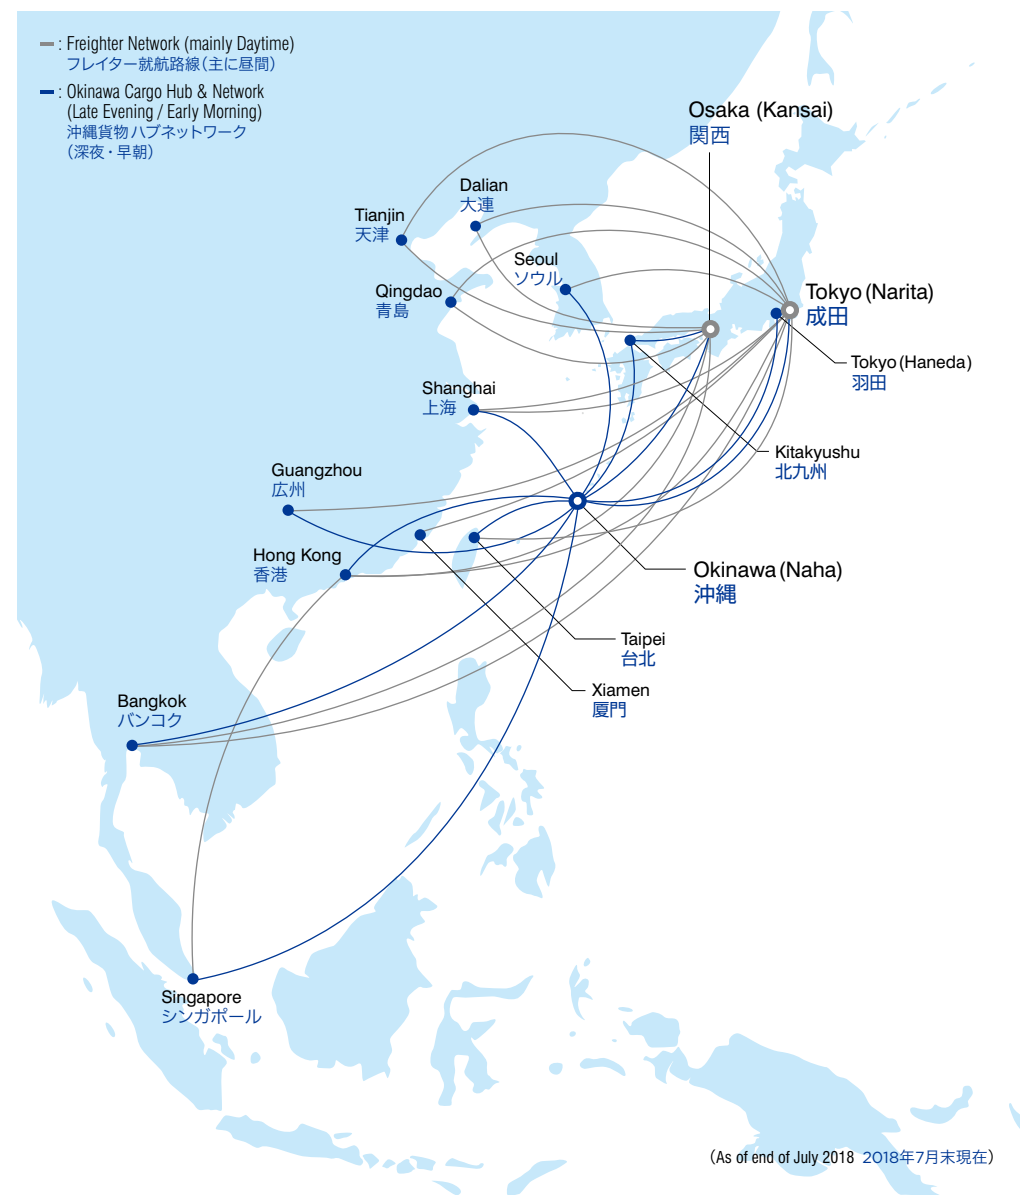 : Freighter Network (mainly Daytime)
フレイター就航路線（主に昼間）
: Okinawa Cargo Hub & Network
(Late Evening / Early Morning)
沖縄貨物ハブネットワーク
（深夜・早朝）
Osaka (Kansai)
関西
Dalian
大連
Tianjin
天津
Seoul
ソウル
Qingdao
青島
Tokyo (Narita)
成田
Tokyo (Haneda)
羽田
Shanghai
上海
Kitakyushu
北九州
Guangzhou
広州
Hong Kong
香港
Okinawa (Naha)
沖縄
Taipei
台北
Xiamen
厦門
Bangkok
バンコク
Singapore
シンガポール
(As of end of July 2018 2018年7月末現在)